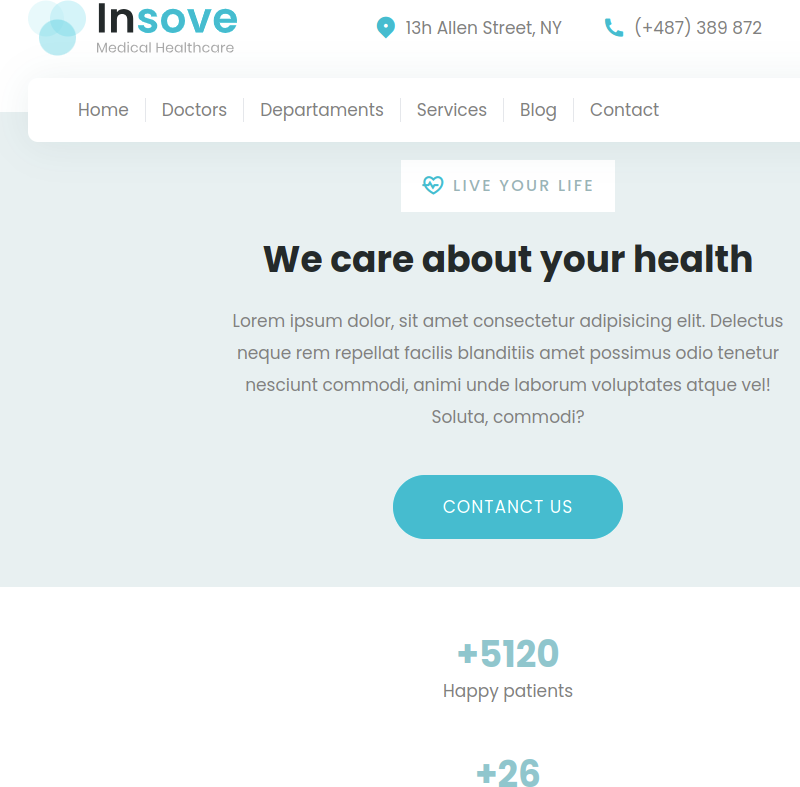 Insove
Medical Healthcare
13h Allen Street, NY
(+487) 389 872
Home
Doctors
Departaments
Services
Blog
Contact
LIVE YOUR LIFE
We care about your health
Lorem ipsum dolor, sit amet consectetur adipisicing elit. Delectus
neque rem repellat facilis blanditiis amet possimus odio tenetur
nesciunt commodi, animi unde laborum voluptates atque vel!
Soluta, commodi?
CONTANCT US
+5120
Happy patients
+26